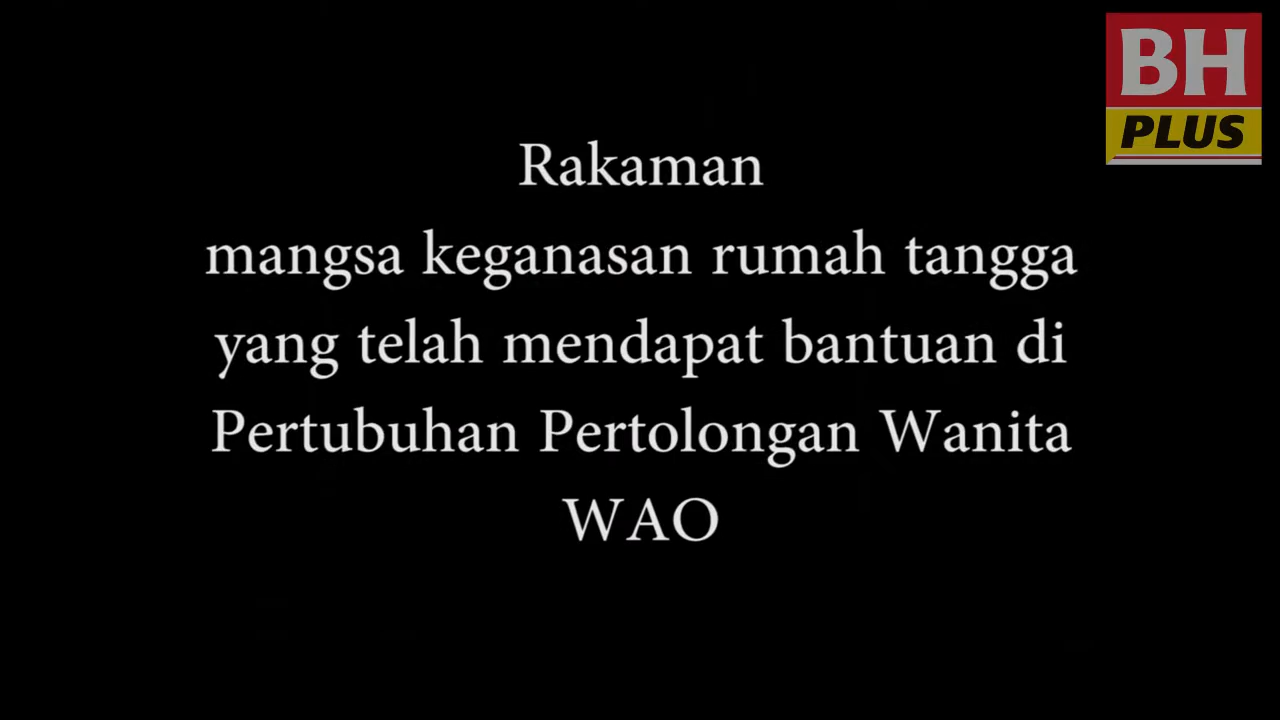 BH
PLUS
Rakaman
mangsa keganasan rumah tangga
yang telah mendapat bantuan di
Pertubuhan Pertolongan Wanita
WAO